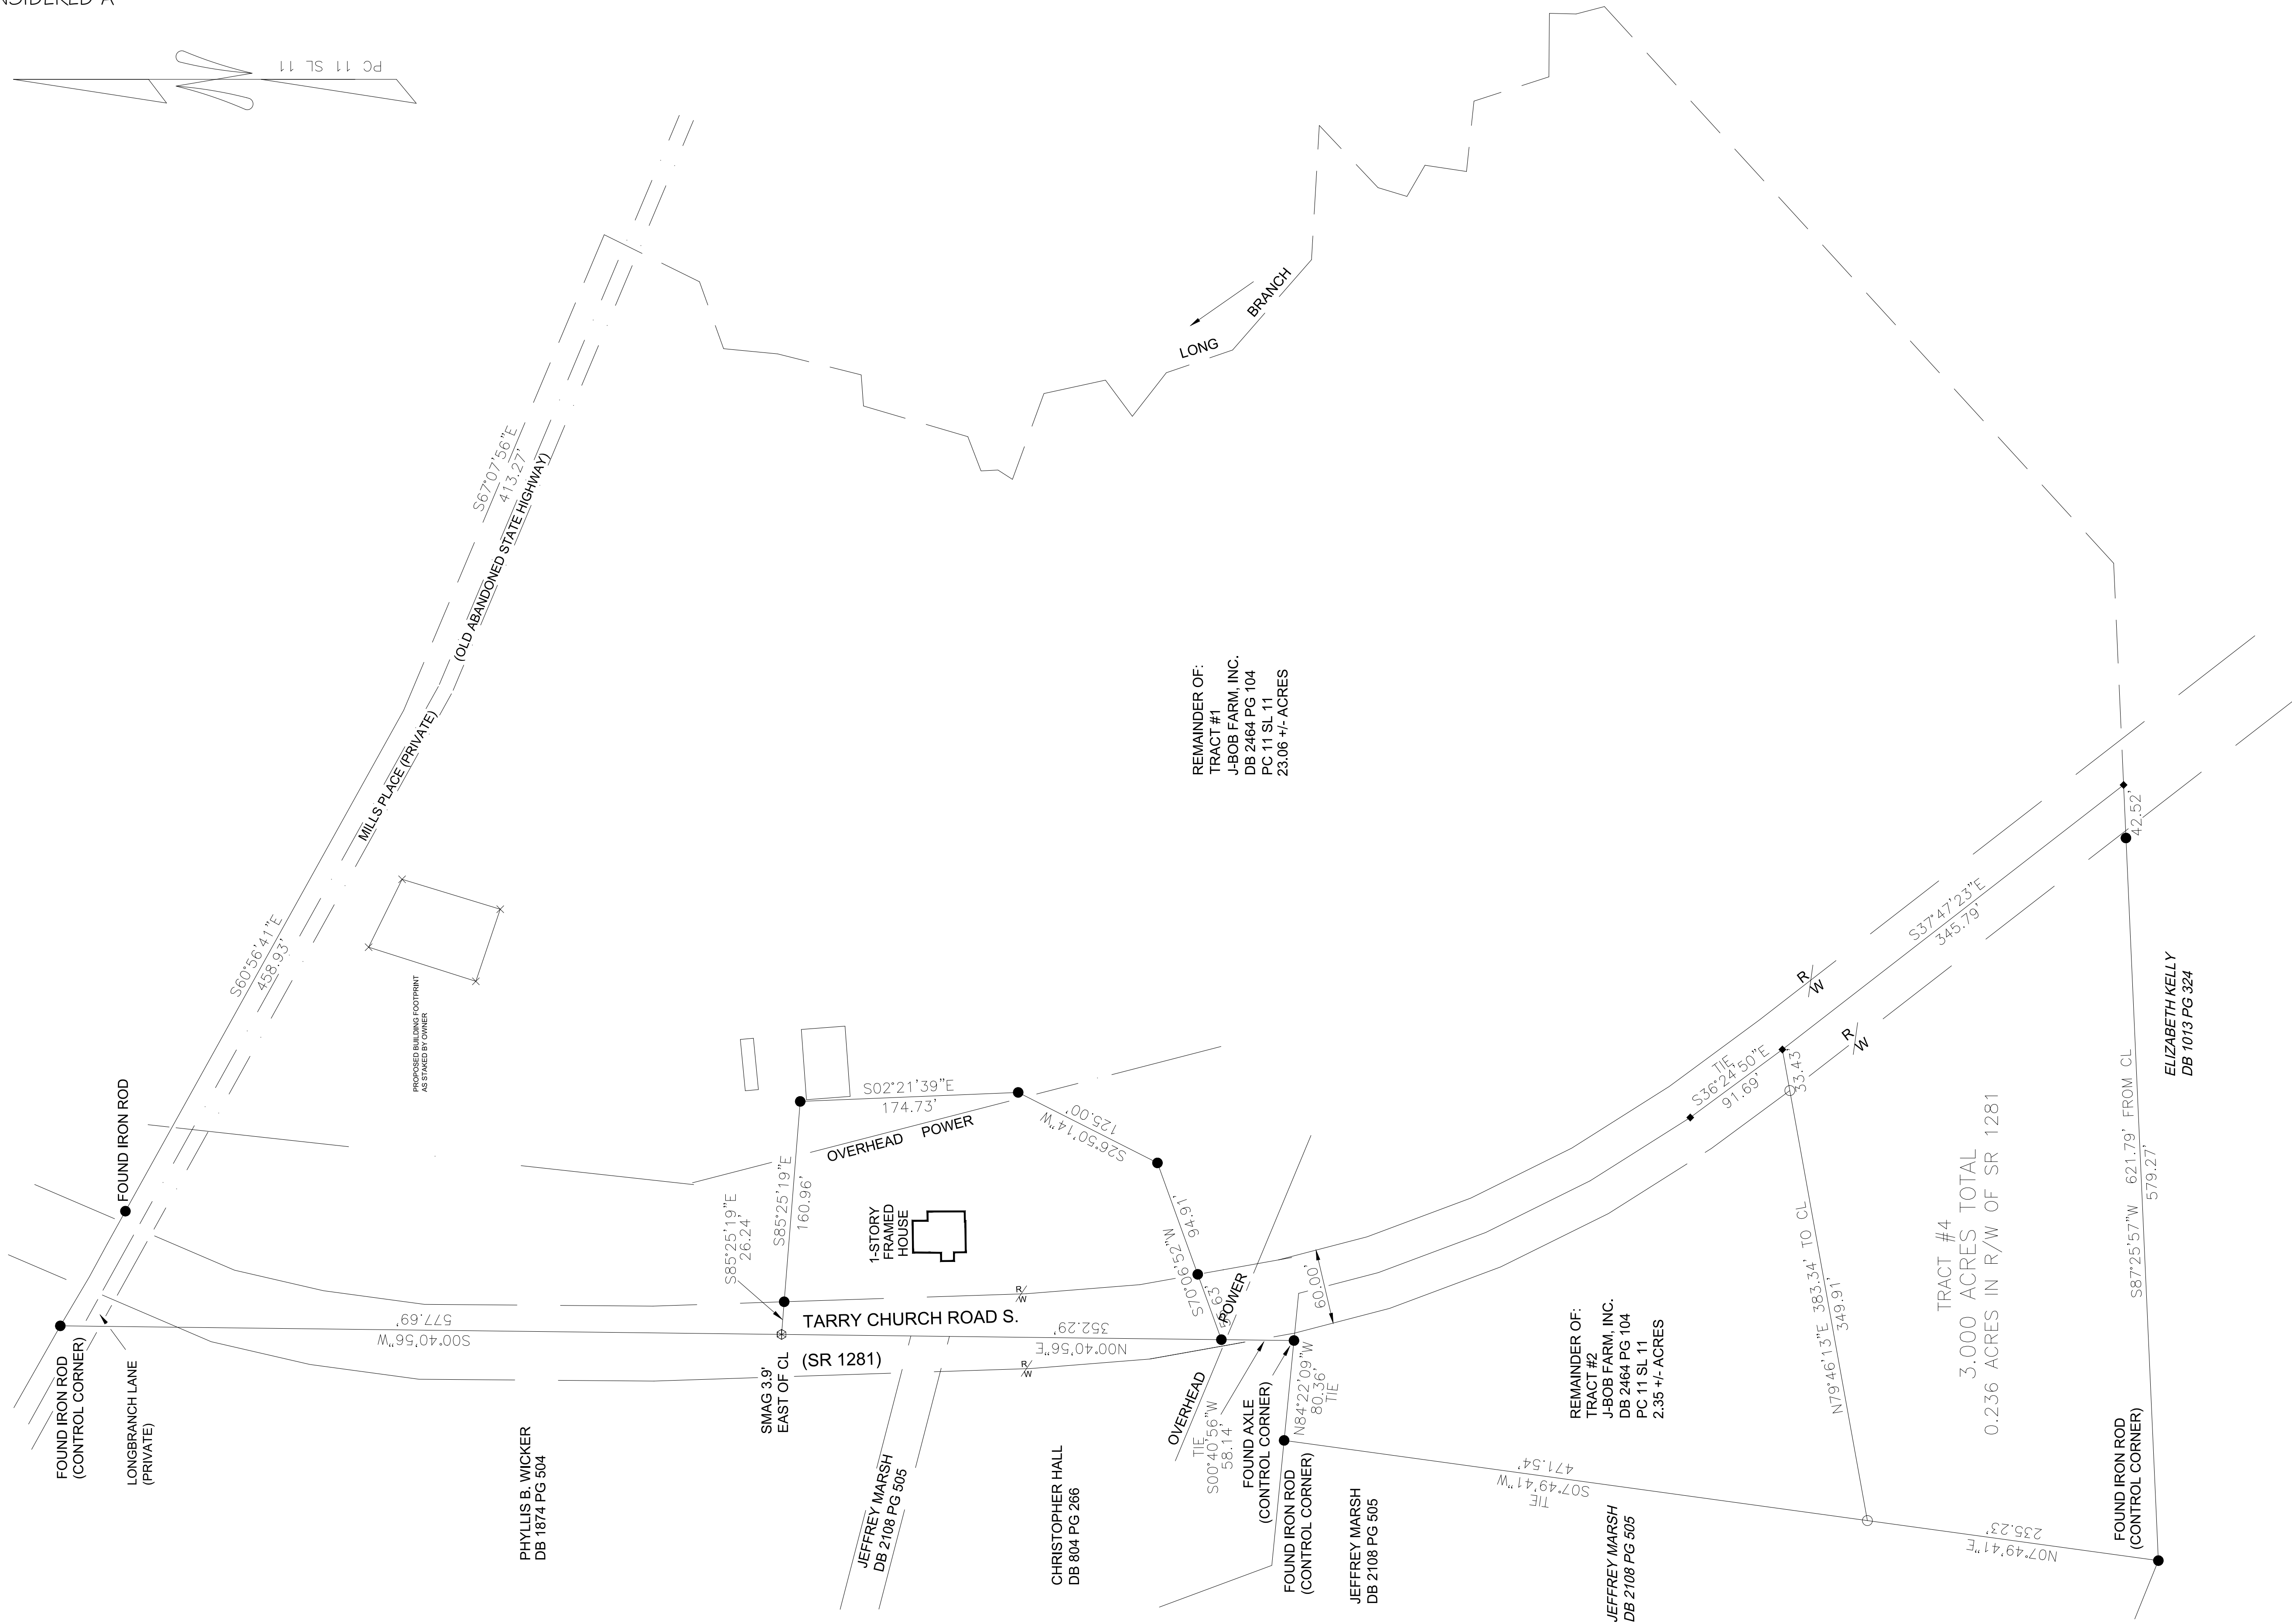 NSIDERED A
PC 11 SL 11
S67°07'56"E
413.27'
(OLD ABANDONED STATE HIGHWAY)
MILLS PLACE (PRIVATE)
S60°56'41"E
458.93'
LONG
BRANCH
PROPOSED BUILDING FOOTPRINT
AS STAKED BY OWNER
FOUND IRON ROD
FOUND IRON ROD
(CONTROL CORNER)
LONGBRANCH LANE
(PRIVATE)
577.69'
S00°40'56"W
PHYLLIS B. WICKER
DB 1874 PG 504
S85°25'19"E
26.24'
S85°25'19"E
160.96'
S02°21'39"E
174.73'
OVERHEAD POWER
S26°50'14"W
125.00'
1-STORY
FRAMED
HOUSE
SMAG 3.9'
EAST OF CL
TARRY CHURCH ROAD S.
(SR 1281)
R/W
R/W
352.29'
N00°40'56"E
S70°06'52"W
94.91'
OVERHEAD
POWER
JEFFREY MARSH
DB 2108 PG 505
CHRISTOPHER HALL
DB 804 PG 266
TIE
S00°40'56"W
58.14'
FOUND AXLE
(CONTROL CORNER)
60.00'
N84°22'09"W
80.36'
TIE
FOUND IRON ROD
(CONTROL CORNER)
JEFFREY MARSH
DB 2108 PG 505
REMAINDER OF:
TRACT #1
J-BOB FARM, INC.
DB 2464 PG 104
PC 11 SL 11
23.06 +/- ACRES
REMAINDER OF:
TRACT #2
J-BOB FARM, INC.
DB 2464 PG 104
PC 11 SL 11
2.35 +/- ACRES
471.54'
S07°49'41"W
TIE
JEFFREY MARSH
DB 2108 PG 505
TIE
S36°24'50"E
91.69'
33.43'
R/W
R/W
S37°47'23"E
345.79'
N79°46'13"E 383.34' TO CL
349.91'
TRACT #4
3.000 ACRES TOTAL
0.236 ACRES IN R/W OF SR 1281
235.23'
N07°49'41"E
FOUND IRON ROD
(CONTROL CORNER)
S87°25'57"W 621.79' FROM CL
579.27'
42.52'
ELIZABETH KELLY
DB 1013 PG 324